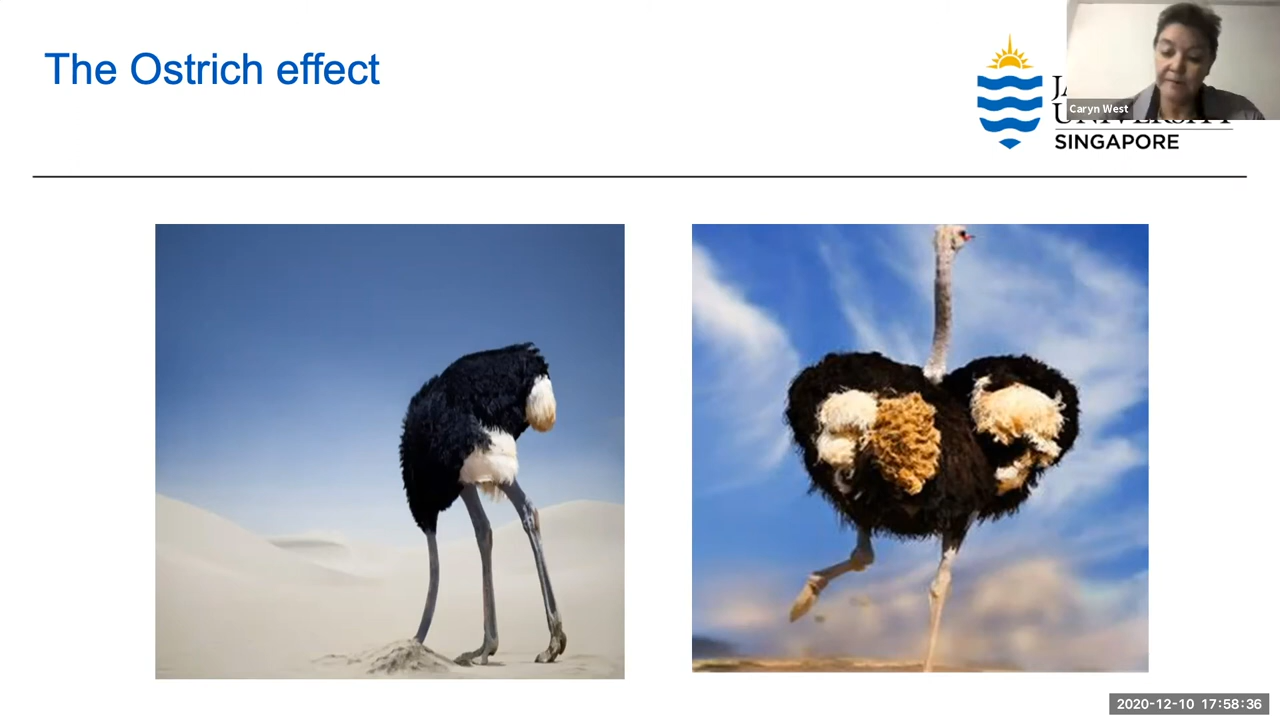 The Ostrich effect
Caryn West
SINGAPORE
2020-12-10 17:58:36